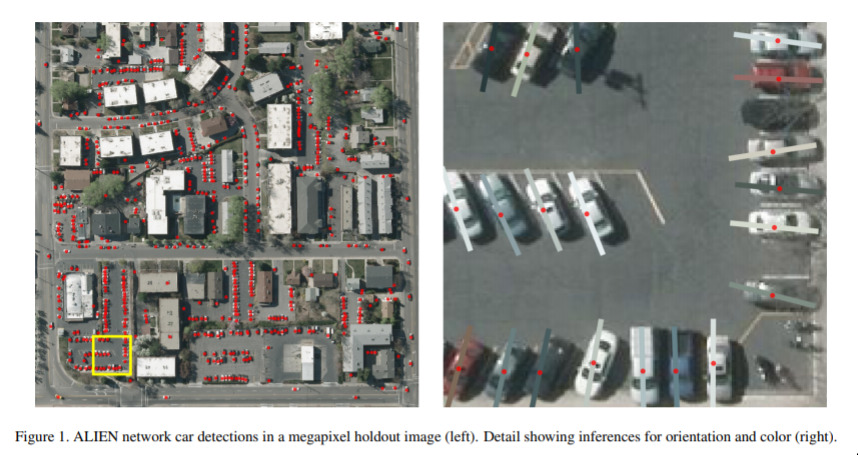 Figure 1. ALIEN network car detections in a megapixel holdout image (left). Detail showing inferences for orientation and color (right).